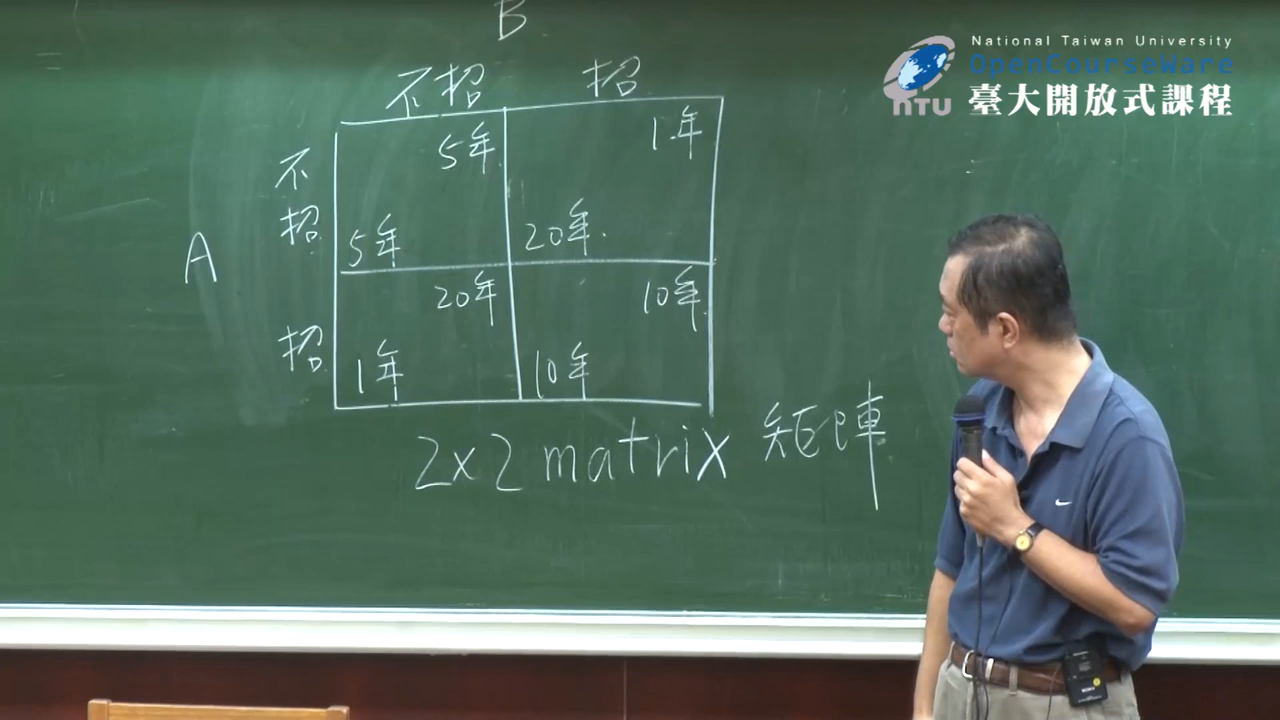 B
National Taiwan University
OpenCourseWare
NTU 臺大開放式課程
不招 招
5年 1年
不招
5年 20年
A
20年 10年
招
1年 10年
2x2 matrix 矩陣